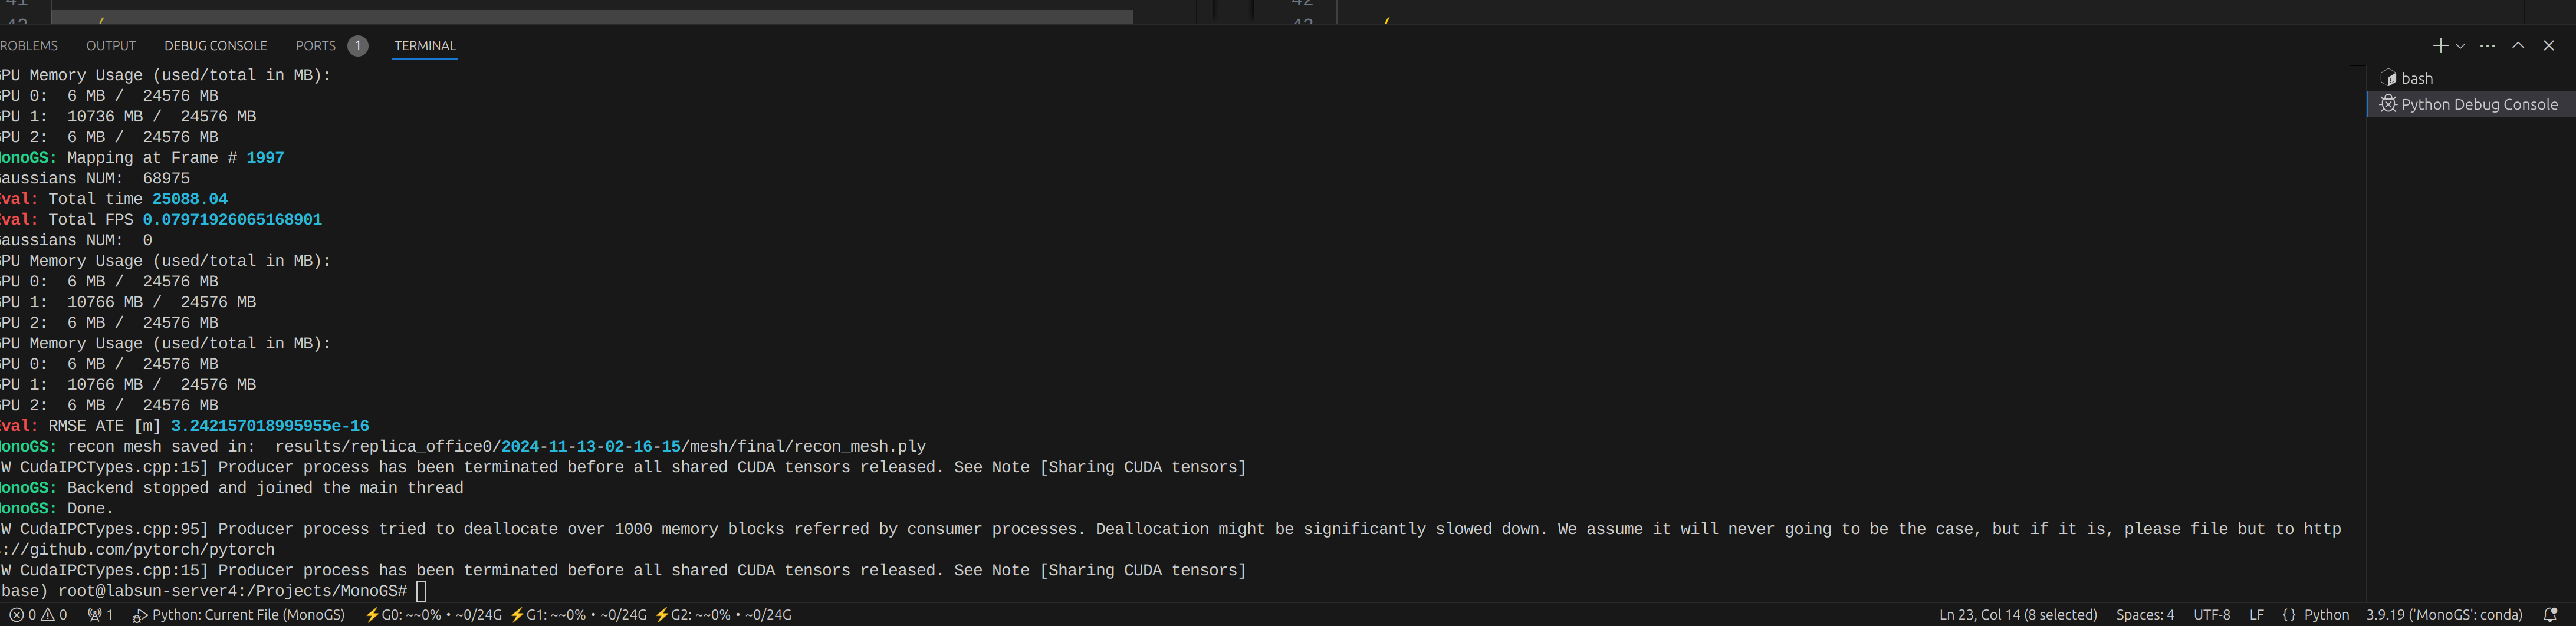 41
42
42
43
(
43
(
ROBLEMS OUTPUT DEBUG CONSOLE PORTS 1 TERMINAL
PU Memory Usage (used/total in MB):
PU 0:  6 MB /  24576 MB
PU 1:  10736 MB /  24576 MB
PU 2:  6 MB /  24576 MB
onoGS: Mapping at Frame # 1997
aussians NUM:  68975
val: Total time 25088.04
val: Total FPS 0.07971926065168901
aussians NUM:  0
PU Memory Usage (used/total in MB):
PU 0:  6 MB /  24576 MB
PU 1:  10766 MB /  24576 MB
PU 2:  6 MB /  24576 MB
PU Memory Usage (used/total in MB):
PU 0:  6 MB /  24576 MB
PU 1:  10766 MB /  24576 MB
PU 2:  6 MB /  24576 MB
val: RMSE ATE [m] 3.242157018995955e-16
onoGS: recon mesh saved in:  results/replica_office0/2024-11-13-02-16-15/mesh/final/recon_mesh.ply
W CudaIPCTypes.cpp:15] Producer process has been terminated before all shared CUDA tensors released. See Note [Sharing CUDA tensors]
onoGS: Backend stopped and joined the main thread
onoGS: Done.
W CudaIPCTypes.cpp:95] Producer process tried to deallocate over 1000 memory blocks referred by consumer processes. Deallocation might be significantly slowed down. We assume it will never going to be the case, but if it is, please file but to http
://github.com/pytorch/pytorch
W CudaIPCTypes.cpp:15] Producer process has been terminated before all shared CUDA tensors released. See Note [Sharing CUDA tensors]
base) root@labsun-server4:/Projects/MonoGS#
bash
Python Debug Console
0 0 1 Python: Current File (MonoGS) ⚡G0: ~~0% • ~0/24G ⚡G1: ~~0% • ~0/24G ⚡G2: ~~0% • ~0/24G Ln 23, Col 14 (8 selected) Spaces: 4 UTF-8 LF {} Python 3.9.19 ('MonoGS': conda)